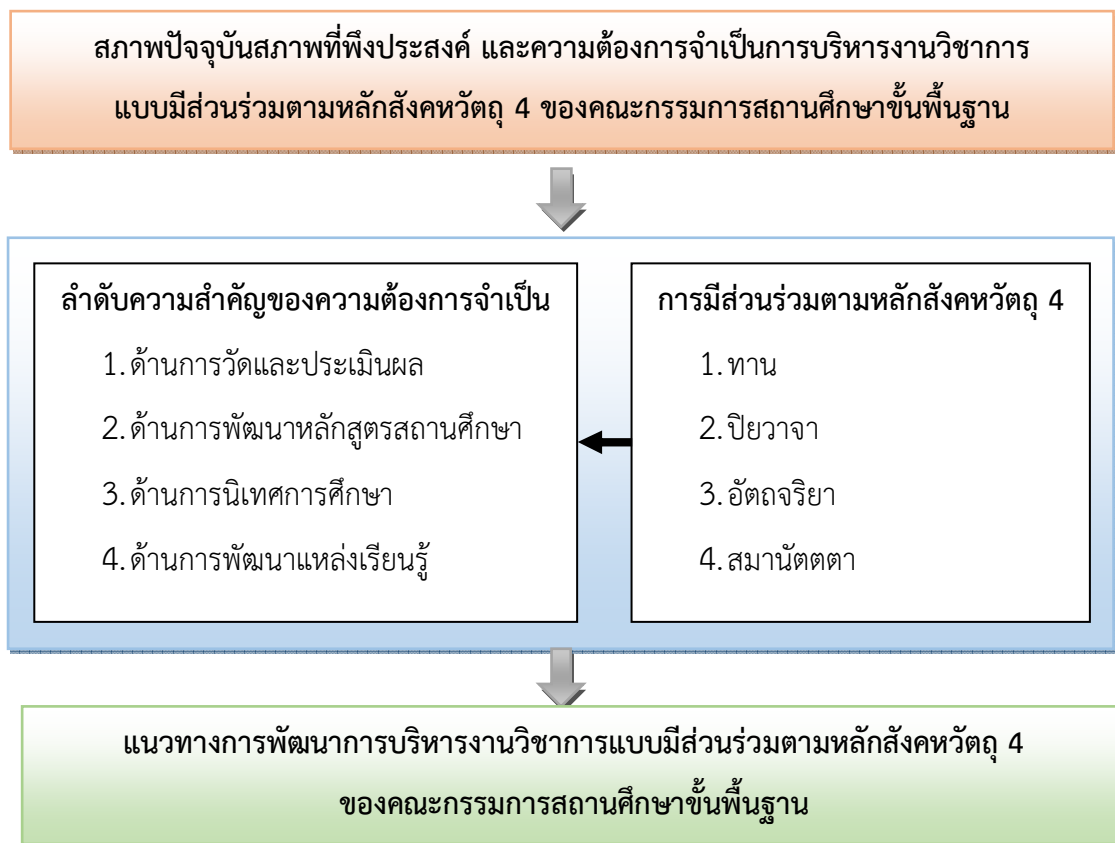 สภาพปัจจุบันสภาพที่พึงประสงค์ และความต้องการจำเป็นการบริหารงานวิชาการ
แบบมีส่วนร่วมตามหลักสังคหวัตถุ 4 ของคณะกรรมการสถานศึกษาขั้นพื้นฐาน
ลำดับความสำคัญของความต้องการจำเป็น
1. ด้านการวัดและประเมินผล
2. ด้านการพัฒนาหลักสูตรสถานศึกษา
3. ด้านการนิเทศการศึกษา
4. ด้านการพัฒนาแหล่งเรียนรู้
การมีส่วนร่วมตามหลักสังคหวัตถุ 4
1. ทาน
2. ปิยวาจา
3. อัตถจริยา
4. สมานัตตตา
แนวทางการพัฒนาการบริหารงานวิชาการแบบมีส่วนร่วมตามหลักสังคหวัตถุ 4
ของคณะกรรมการสถานศึกษาขั้นพื้นฐาน